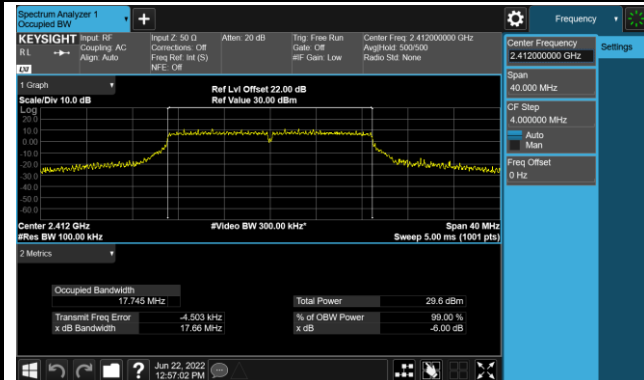 Spectrum Analyzer 1
Occupied BW
+
Frequency
KEYSIGHT
RL
LXI
Input: RF
Coupling: AC
Align: Auto
Input Z: 50 Ω
Corrections: Off
Freq Ref: Int (S)
NFE: Off
Atten: 20 dB
Trig: Free Run
Gate: Off
#IF Gain: Low
Center Freq: 2.412000000 GHz
Avg|Hold: 500/500
Radio Std: None
Center Frequency
2.412000000 GHz
Settings
Span
40.000 MHz
CF Step
4.000000 MHz
Auto
Man
Freq Offset
0 Hz
1 Graph
Scale/Div 10.0 dB
Ref Lvl Offset 22.00 dB
Ref Value 30.00 dBm
Log
20.0
10.0
0.00
-10.0
-20.0
-30.0
-40.0
-50.0
-60.0
Center 2.412 GHz
#Res BW 100.00 kHz
#Video BW 300.00 kHz*
Span 40 MHz
Sweep 5.00 ms (1001 pts)
2 Metrics
Occupied Bandwidth
17.745 MHz
Total Power 29.6 dBm
Transmit Freq Error -4.503 kHz
% of OBW Power 99.00 %
x dB Bandwidth 17.66 MHz
x dB -6.00 dB
?
Jun 22, 2022
12:57:02 PM